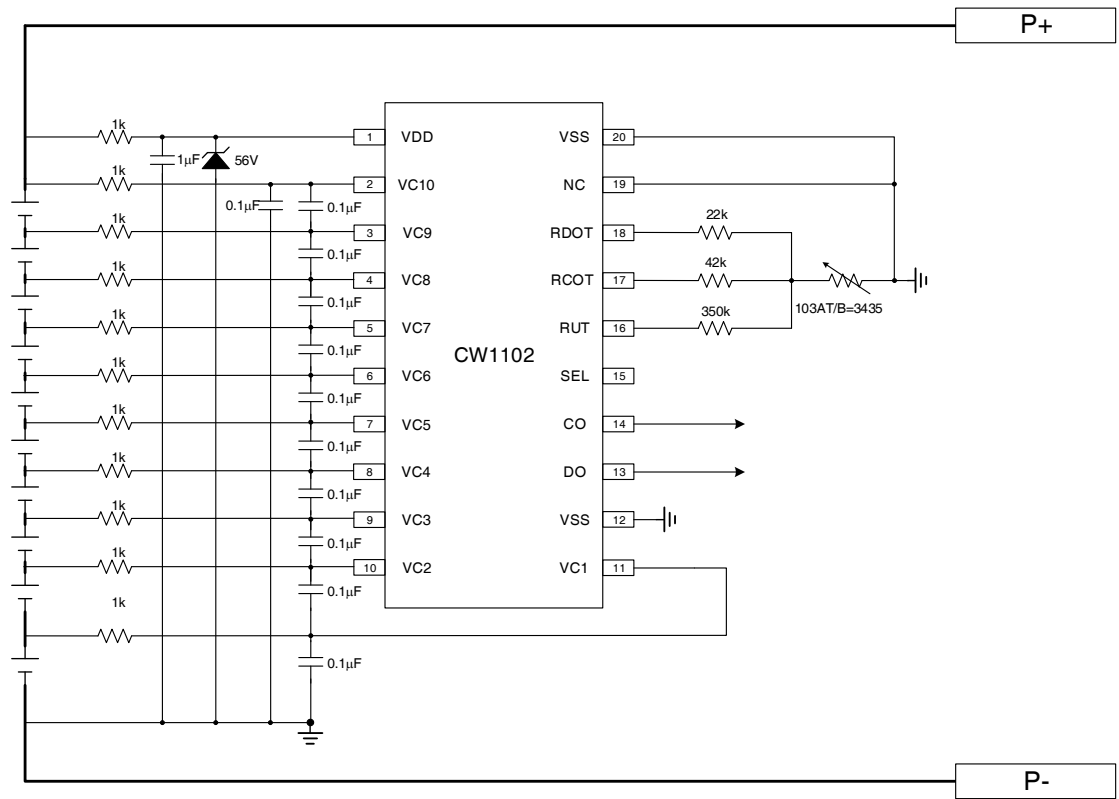 P+
1k 1 VDD VSS 20
1µF 56V
1k 2 VC10 NC 19
0.1µF 0.1µF
1k 3 VC9 RDOT 18 22k
0.1µF
1k 4 VC8 RCOT 17 42k
0.1µF 103AT/B=3435
1k 5 VC7 RUT 16 350k
0.1µF CW1102
1k 6 VC6 SEL 15
0.1µF
1k 7 VC5 CO 14
0.1µF
1k 8 VC4 DO 13
0.1µF
1k 9 VC3 VSS 12
0.1µF
1k 10 VC2 VC1 11
0.1µF
1k
0.1µF
P-